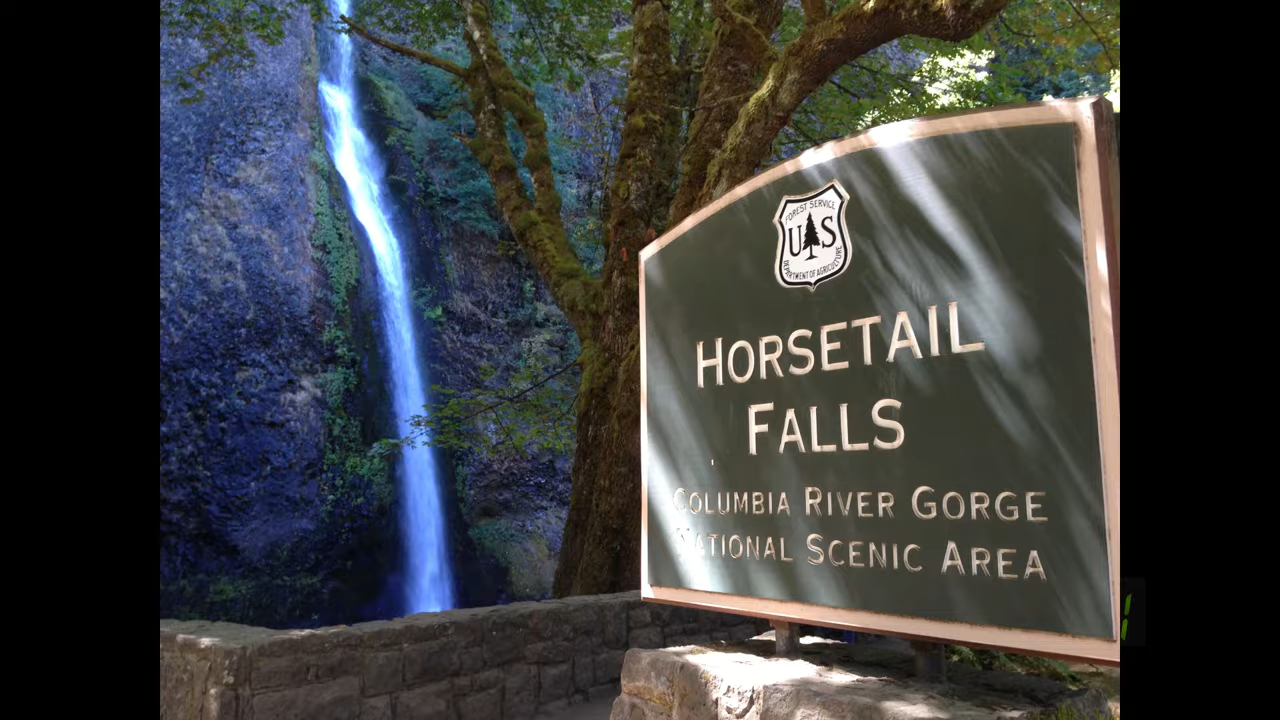 FOREST SERVICE
US
DEPARTMENT OF AGRICULTURE
HORSETAIL
FALLS
COLUMBIA RIVER GORGE
NATIONAL SCENIC AREA